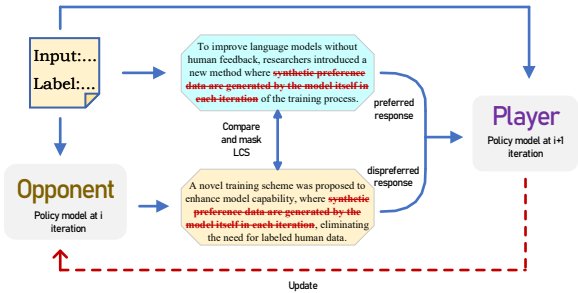 Input:...
Label:...
To improve language models without
human feedback, researchers introduced a
new method where synthetic preference
data are generated by the model itself in
each iteration of the training process.
preferred
response
Player
Policy model at i+1
iteration
Compare
and mask
LCS
dispreferred
response
Opponent
Policy model at i
iteration
A novel training scheme was proposed to
enhance model capability, where synthetic
preference data are generated by the
model itself in each iteration, eliminating
the need for labeled human data.
Update